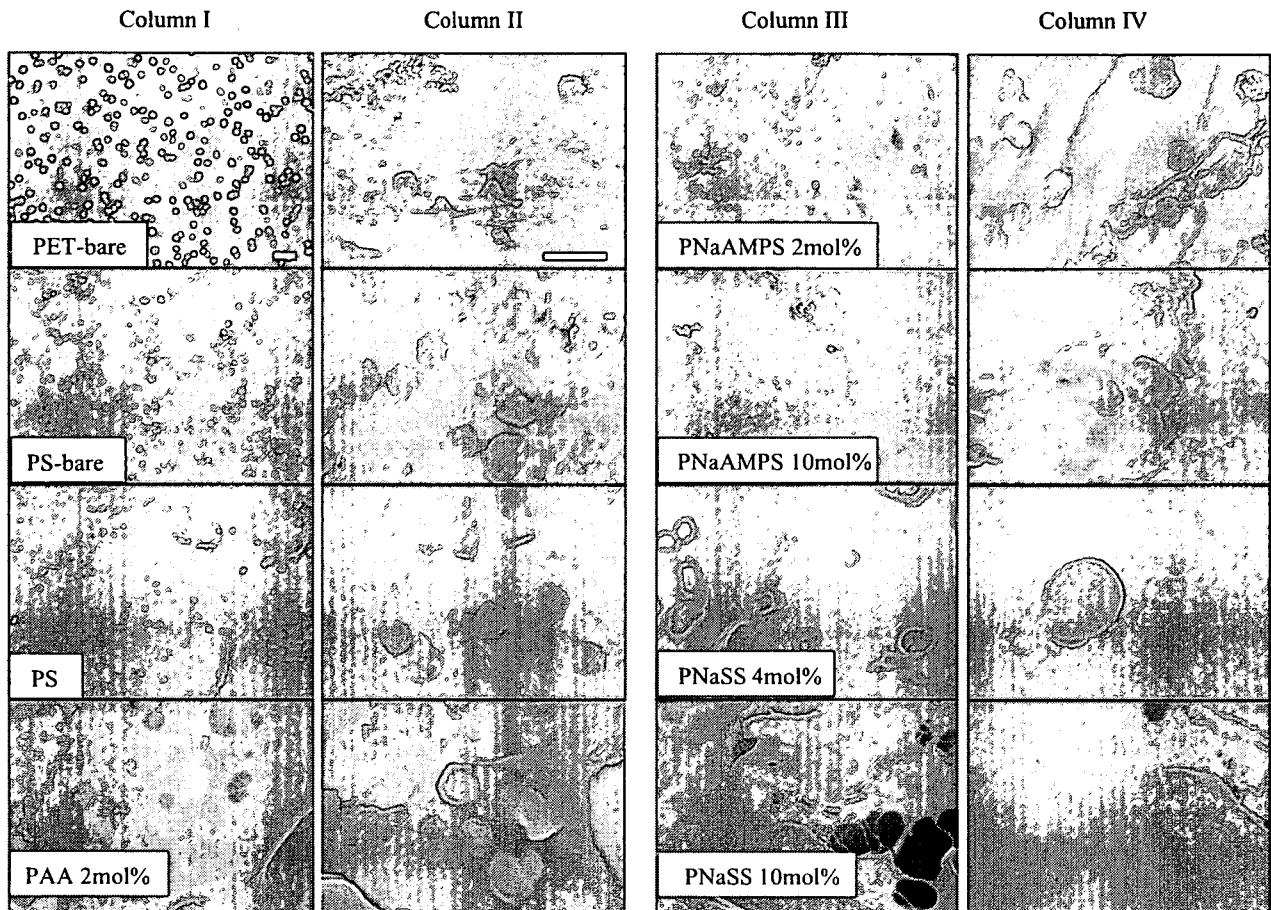 Column I
Column II
Column III
Column IV
PET-bare
PNaAMPS 2mol%
PS-bare
PNaAMPS 10mol%
PS
PNaSS 4mol%
PAA 2mol%
PNaSS 10mol%